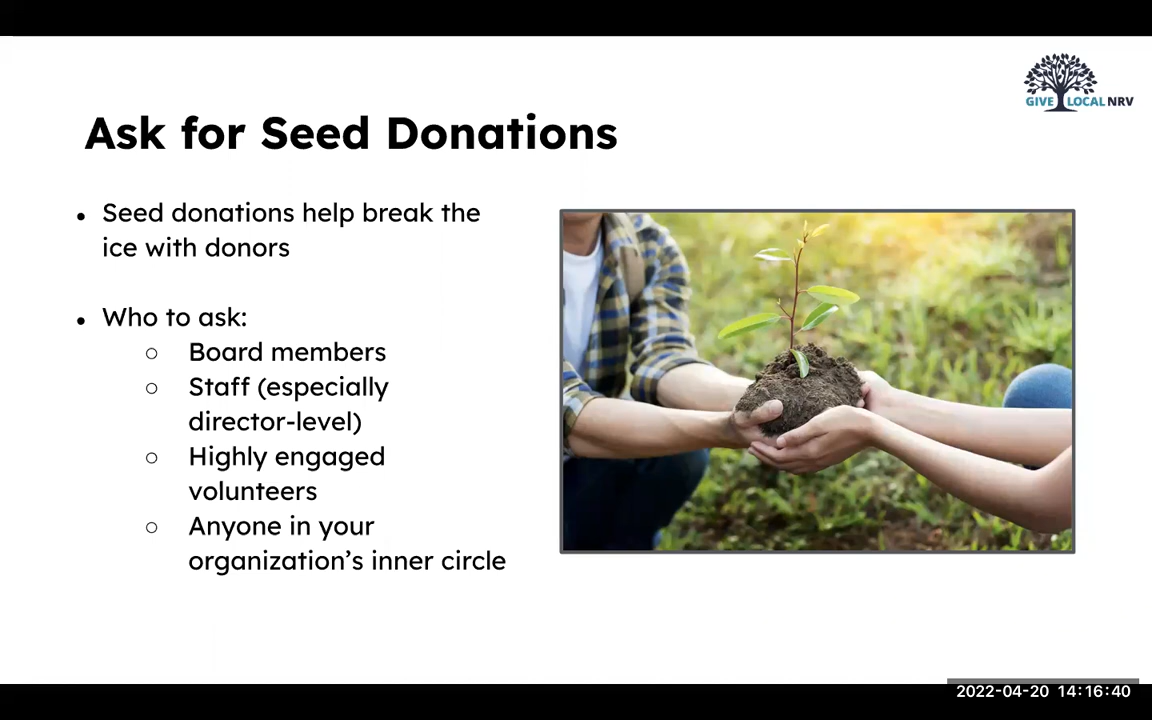 GIVE LOCAL NRV
Ask for Seed Donations
● Seed donations help break the
ice with donors
● Who to ask:
○ Board members
○ Staff (especially
director-level)
○ Highly engaged
volunteers
○ Anyone in your
organization’s inner circle
2022-04-20 14:16:40